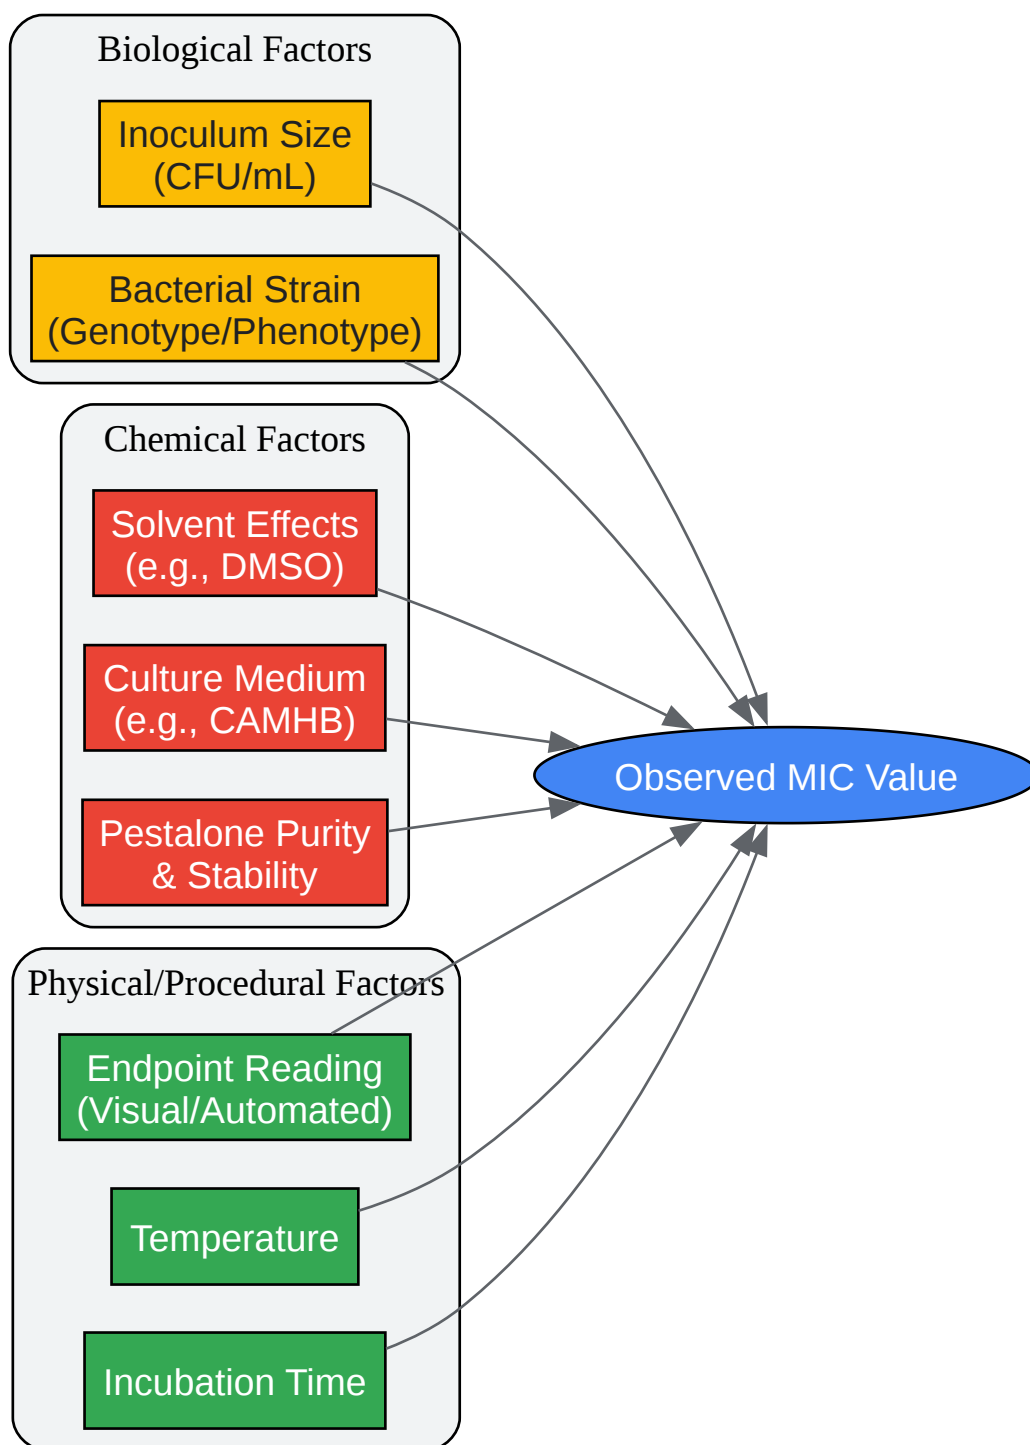 Biological Factors
Inoculum Size
(CFU/mL)
Bacterial Strain
(Genotype/Phenotype)
Chemical Factors
Solvent Effects
(e.g., DMSO)
Culture Medium
(e.g., CAMHB)
Pestalone Purity
& Stability
Observed MIC Value
Physical/Procedural Factors
Endpoint Reading
(Visual/Automated)
Temperature
Incubation Time